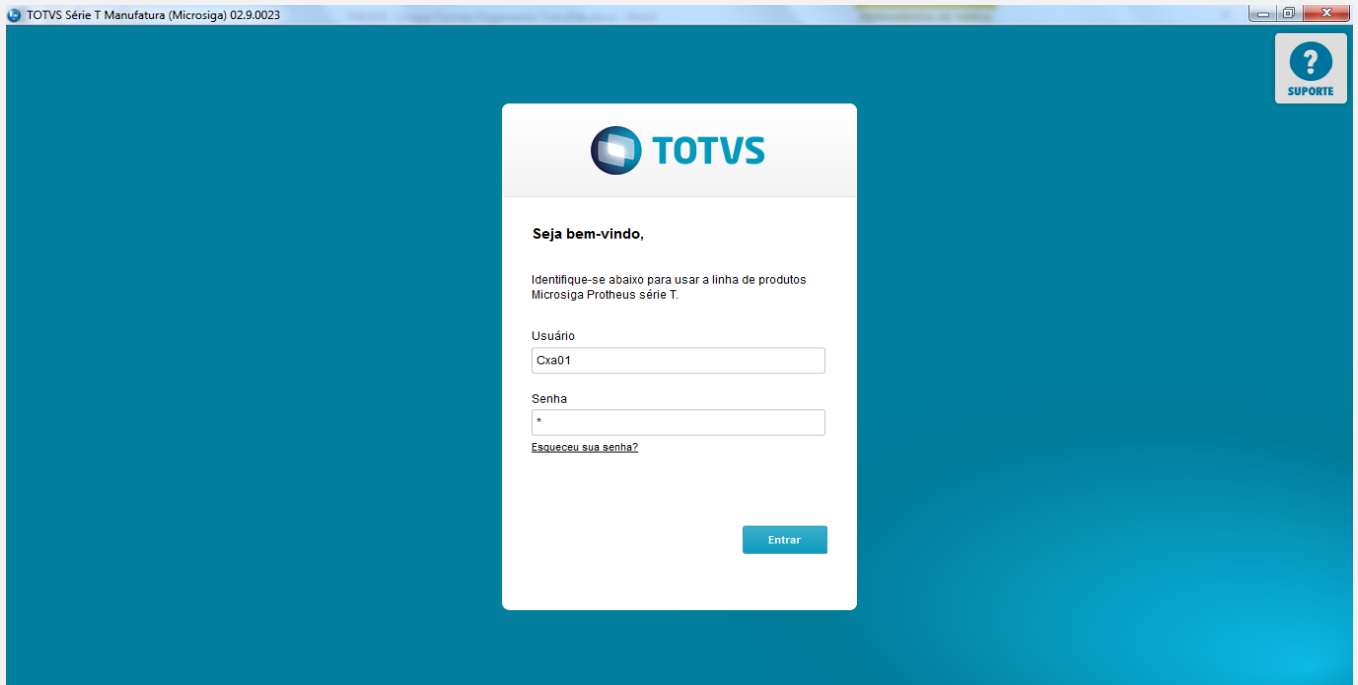 TOTVS Série T Manufatura (Microsiga) 02.9.0023
?
SUPORTE
TOTVS
Seja bem-vindo,
Identifique-se abaixo para usar a linha de produtos
Microsiga Protheus série T.
Usuário
Cxa01
Senha
*
Esqueceu sua senha?
Entrar